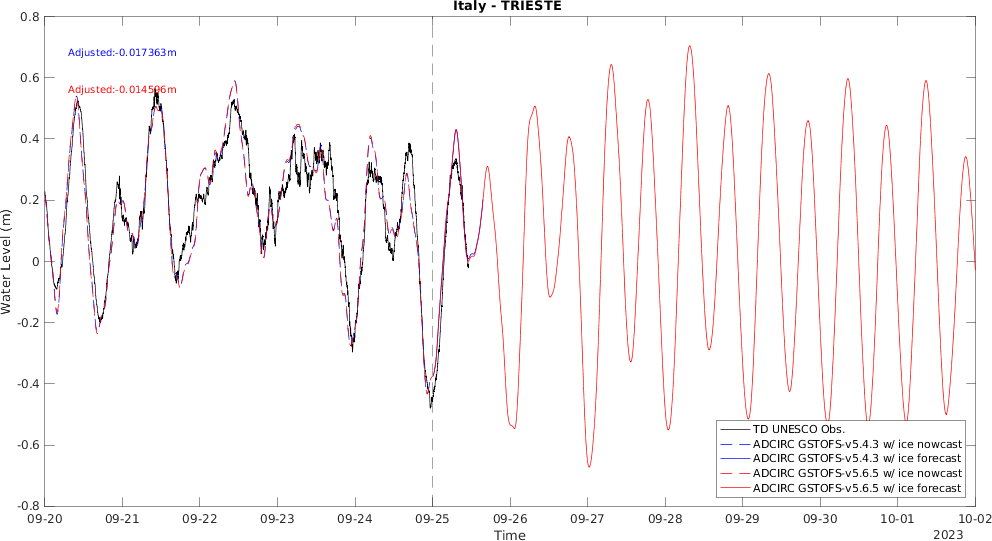 Italy - TRIESTE
Adjusted:-0.017363m
Adjusted:-0.014596m
Water Level (m)
0.8
0.6
0.4
0.2
0
-0.2
-0.4
-0.6
-0.8
TD UNESCO Obs.
ADCIRC GSTOFS-v5.4.3 w/ ice nowcast
ADCIRC GSTOFS-v5.4.3 w/ ice forecast
ADCIRC GSTOFS-v5.6.5 w/ ice nowcast
ADCIRC GSTOFS-v5.6.5 w/ ice forecast
09-20 09-21 09-22 09-23 09-24 09-25 09-26 09-27 09-28 09-29 09-30 10-01 10-02
Time
2023